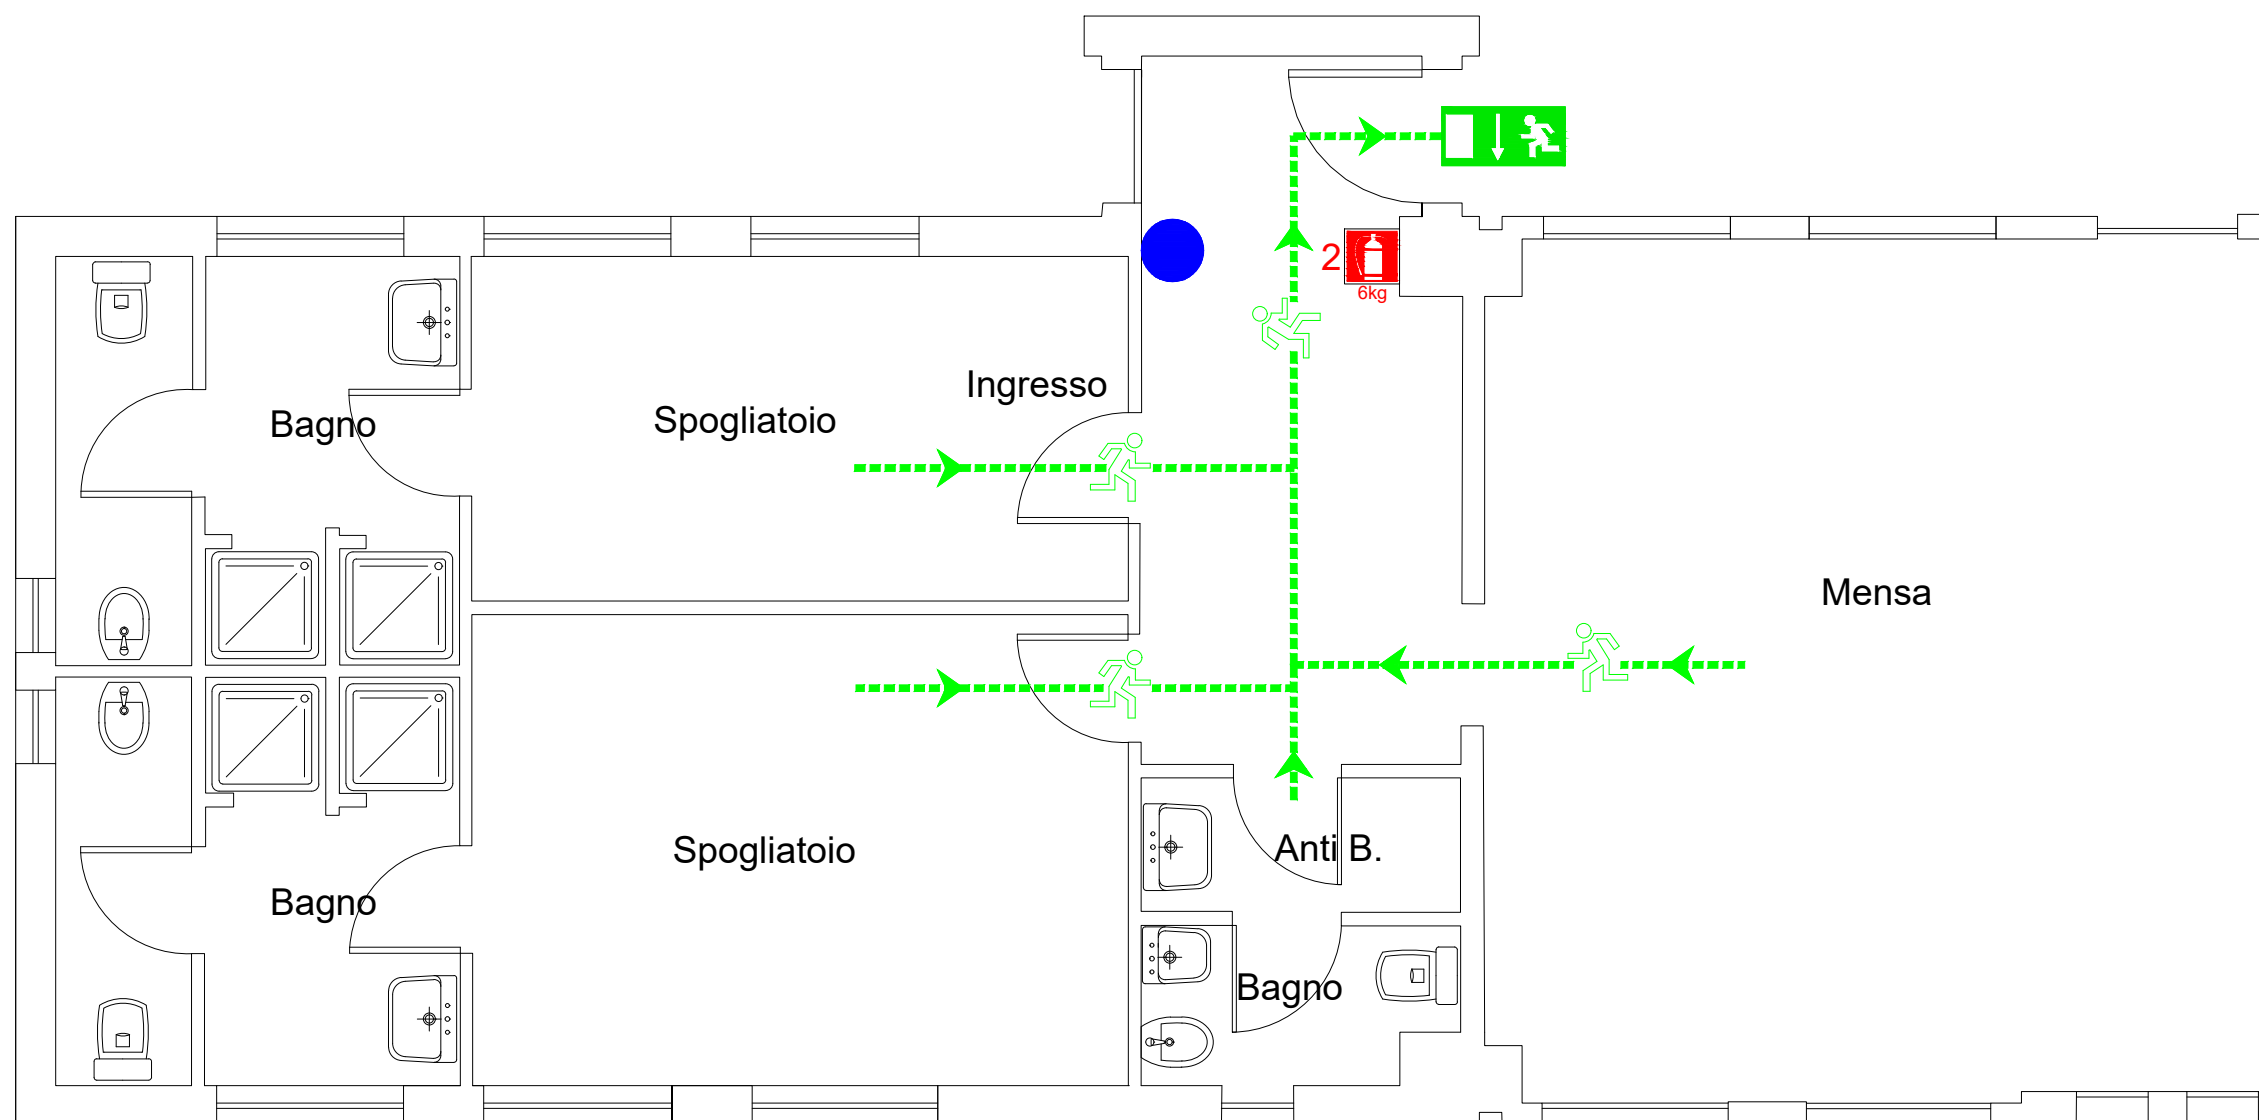 2
6kg
Ingresso
Bagno
Spogliatoio
Mensa
Spogliatoio
Anti B.
Bagno
Bagno